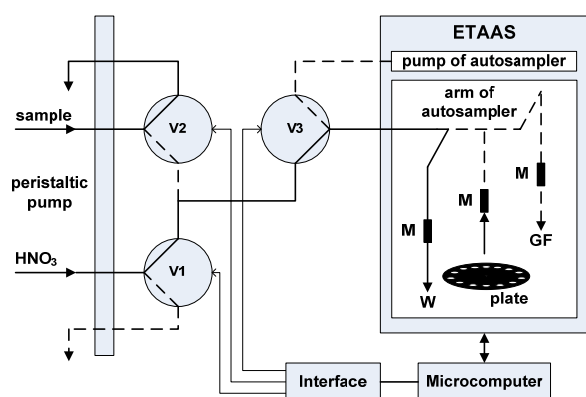 ETAAS
pump of autosampler
arm of
autosampler
sample
V2
V3
peristaltic
pump
M
M
M
GF
HNO3
V1
W
plate
Interface
Microcomputer